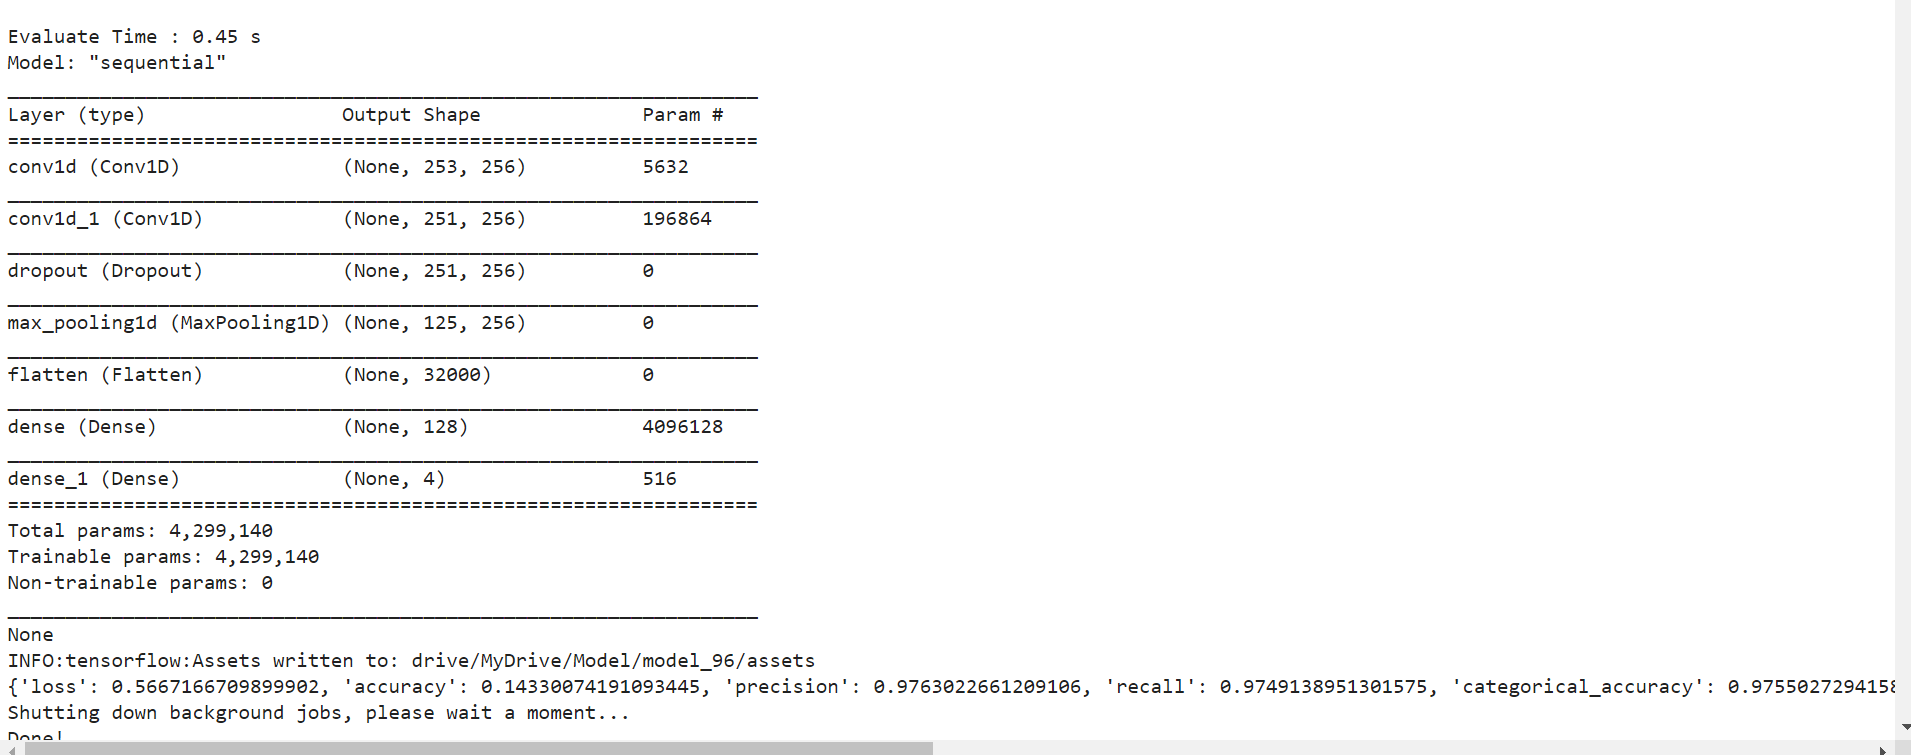 Evaluate Time : 0.45 s
Model: "sequential"
_________________________________________________________________
Layer (type)                 Output Shape              Param #
=================================================================
conv1d (Conv1D)              (None, 253, 256)          5632
_________________________________________________________________
conv1d_1 (Conv1D)            (None, 251, 256)          196864
_________________________________________________________________
dropout (Dropout)            (None, 251, 256)          0
_________________________________________________________________
max_pooling1d (MaxPooling1D) (None, 125, 256)          0
_________________________________________________________________
flatten (Flatten)            (None, 32000)             0
_________________________________________________________________
dense (Dense)                (None, 128)               4096128
_________________________________________________________________
dense_1 (Dense)              (None, 4)                 516
=================================================================
Total params: 4,299,140
Trainable params: 4,299,140
Non-trainable params: 0
_________________________________________________________________
None
INFO:tensorflow:Assets written to: drive/MyDrive/Model/model_96/assets
{'loss': 0.5667166709899902, 'accuracy': 0.14330074191093445, 'precision': 0.9763022661209106, 'recall': 0.9749138951301575, 'categorical_accuracy': 0.975502729415
Shutting down background jobs, please wait a moment...
Done!